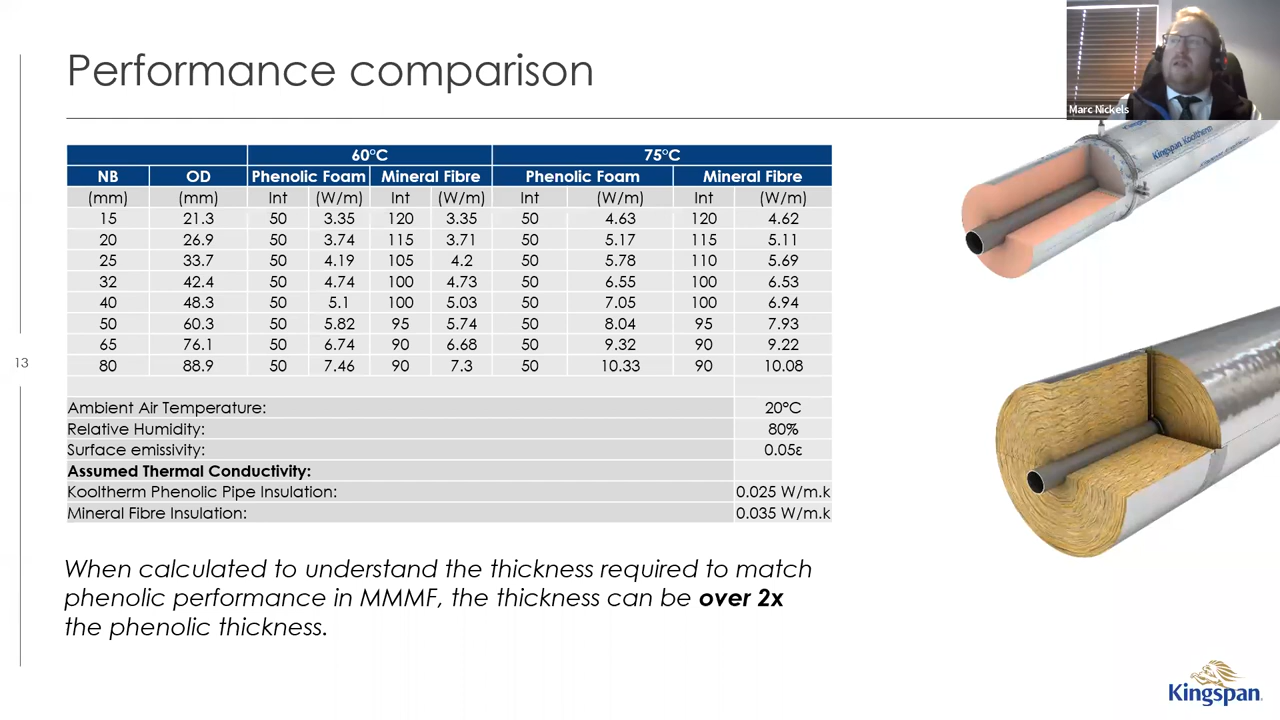 Performance comparison
Marc Nickels
Kingspan Kooltherm
60°C 75°C
NB OD Phenolic Foam Mineral Fibre Phenolic Foam Mineral Fibre
(mm) (mm) Int (W/m) Int (W/m) Int (W/m) Int (W/m)
15 21.3 50 3.35 120 3.35 50 4.63 120 4.62
20 26.9 50 3.74 115 3.71 50 5.17 115 5.11
25 33.7 50 4.19 105 4.2 50 5.78 110 5.69
32 42.4 50 4.74 100 4.73 50 6.55 100 6.53
40 48.3 50 5.1 100 5.03 50 7.05 100 6.94
50 60.3 50 5.82 95 5.74 50 8.04 95 7.93
65 76.1 50 6.74 90 6.68 50 9.32 90 9.22
80 88.9 50 7.46 90 7.3 50 10.33 90 10.08
13
Ambient Air Temperature: 20°C
Relative Humidity: 80%
Surface emissivity: 0.05ε
Assumed Thermal Conductivity:
Kooltherm Phenolic Pipe Insulation: 0.025 W/m.k
Mineral Fibre Insulation: 0.035 W/m.k
When calculated to understand the thickness required to match
phenolic performance in MMMF, the thickness can be over 2x
the phenolic thickness.
Kingspan